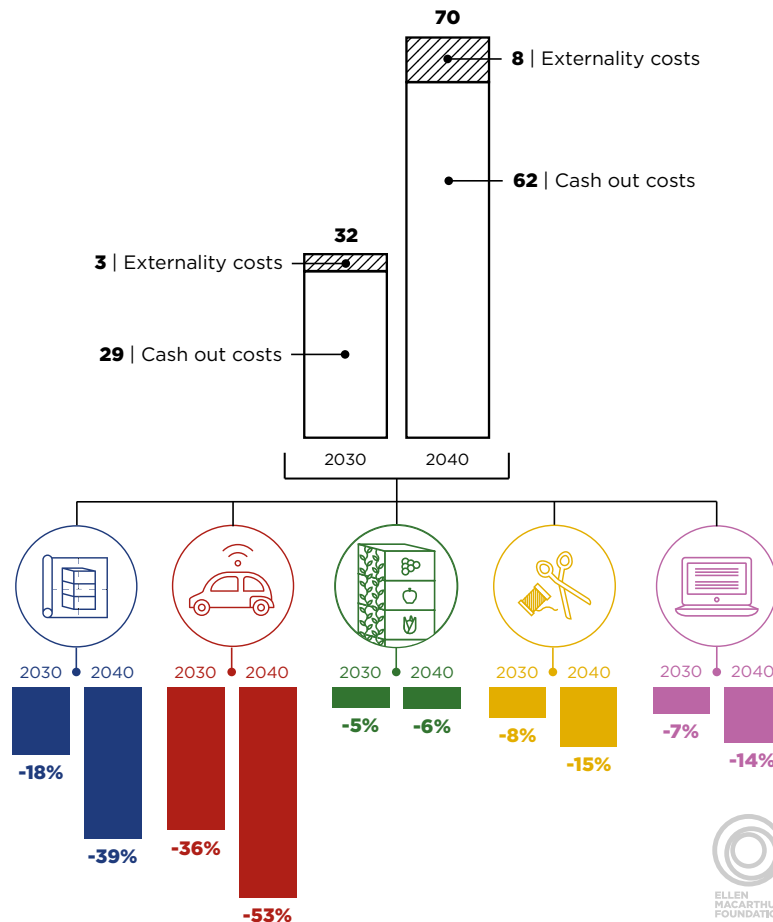 70
8 | Externality costs
62 | Cash out costs
32
3 | Externality costs
29 | Cash out costs
2030 2040
2030 2040
-18%
-39%
2030 2040
-36%
-53%
2030 2040
-5% -6%
2030 2040
-8%
-15%
2030 2040
-7%
-14%
ELLEN
MACARTHUR
FOUNDATION